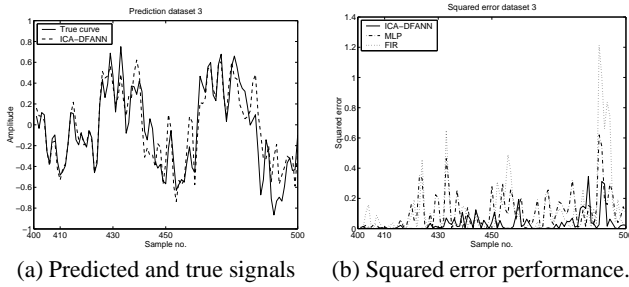 Prediction dataset 3
True curve
ICA-DFANN
Amplitude
1
0.8
0.6
0.4
0.2
0
-0.2
-0.4
-0.6
-0.8
-1
400 410 430 450 500
Sample no.
(a) Predicted and true signals
Squared error dataset 3
ICA-DFANN
MLP
FIR
Squared error
1.4
1.2
1
0.8
0.6
0.4
0.2
0
400 410 430 450 500
Sample no.
(b) Squared error performance.